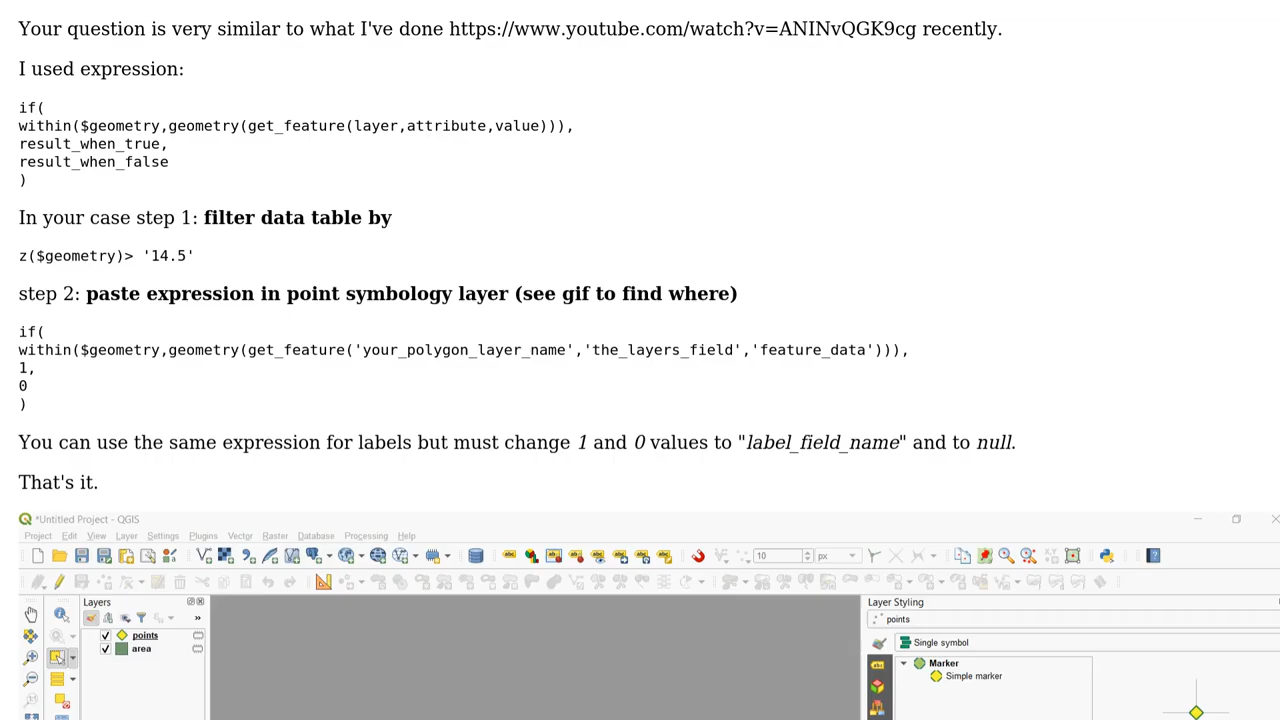 Your question is very similar to what I've done https://www.youtube.com/watch?v=ANINvQGK9cg recently.
I used expression:
if(
within($geometry,geometry(get_feature(layer,attribute,value))),
result_when_true,
result_when_false
)
In your case step 1: filter data table by
z($geometry)> '14.5'
step 2: paste expression in point symbology layer (see gif to find where)
if(
within($geometry,geometry(get_feature('your_polygon_layer_name','the_layers_field','feature_data'))),
1,
0
)
You can use the same expression for labels but must change 1 and 0 values to "label_field_name" and to null.
That's it.
*Untitled Project - QGIS
Project Edit View Layer Settings Plugins Vector Raster Database Processing Help
10 px
Layers
points
area
Layer Styling
points
Single symbol
Marker
Simple marker